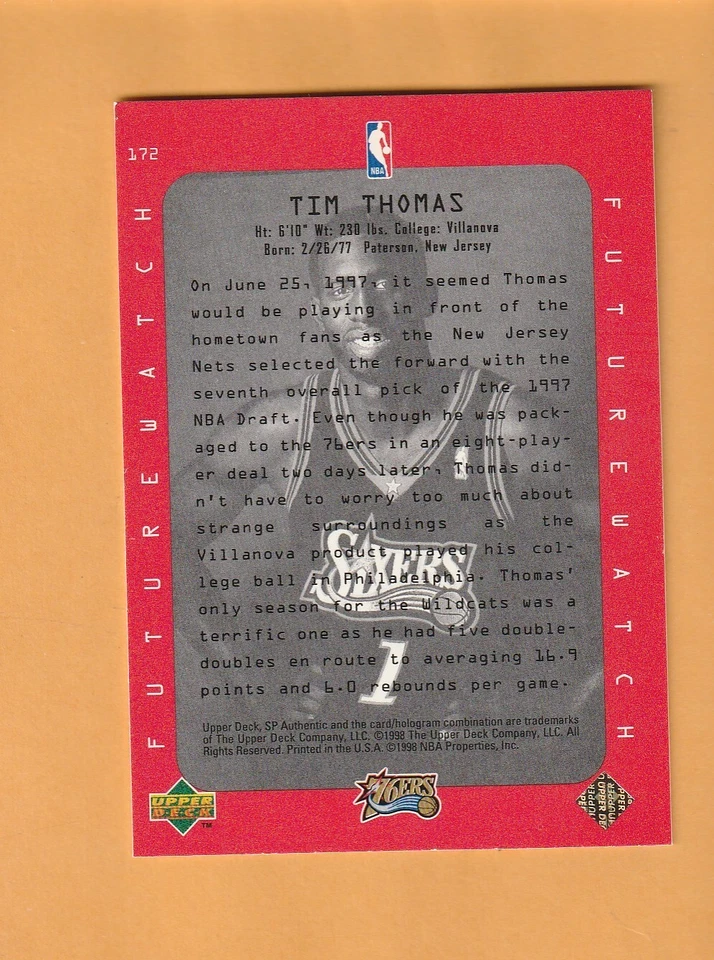 172
NBA
TIM THOMAS
Ht: 6'10" Wt: 230 lbs. College: Villanova
Born: 2/26/77 Paterson, New Jersey
On June 25, 1997, it seemed Thomas
would be playing in front of the
hometown fans as the New Jersey
Nets selected the forward with the
seventh overall pick of the 1997
NBA Draft. Even though he was pack-
aged to the 76ers in an eight-play-
er deal two days later, Thomas did-
n't have to worry too much about
strange surroundings as the
Villanova product played his col-
lege ball in Philadelphia. Thomas'
only season for the Wildcats was a
terrific one as he had five double-
doubles en route to averaging 16.9
points and 6.0 rebounds per game.
SIXERS
1
Upper Deck, SP Authentic and the card/hologram combination are trademarks
of The Upper Deck Company, LLC. ©1998 The Upper Deck Company, LLC. All
Rights Reserved. Printed in the U.S.A. ©1998 NBA Properties, Inc.
FUTUREWATCH
FUTUREWATCH
UPPER
DECK
TM
76ERS
UPPER DE
UPPER